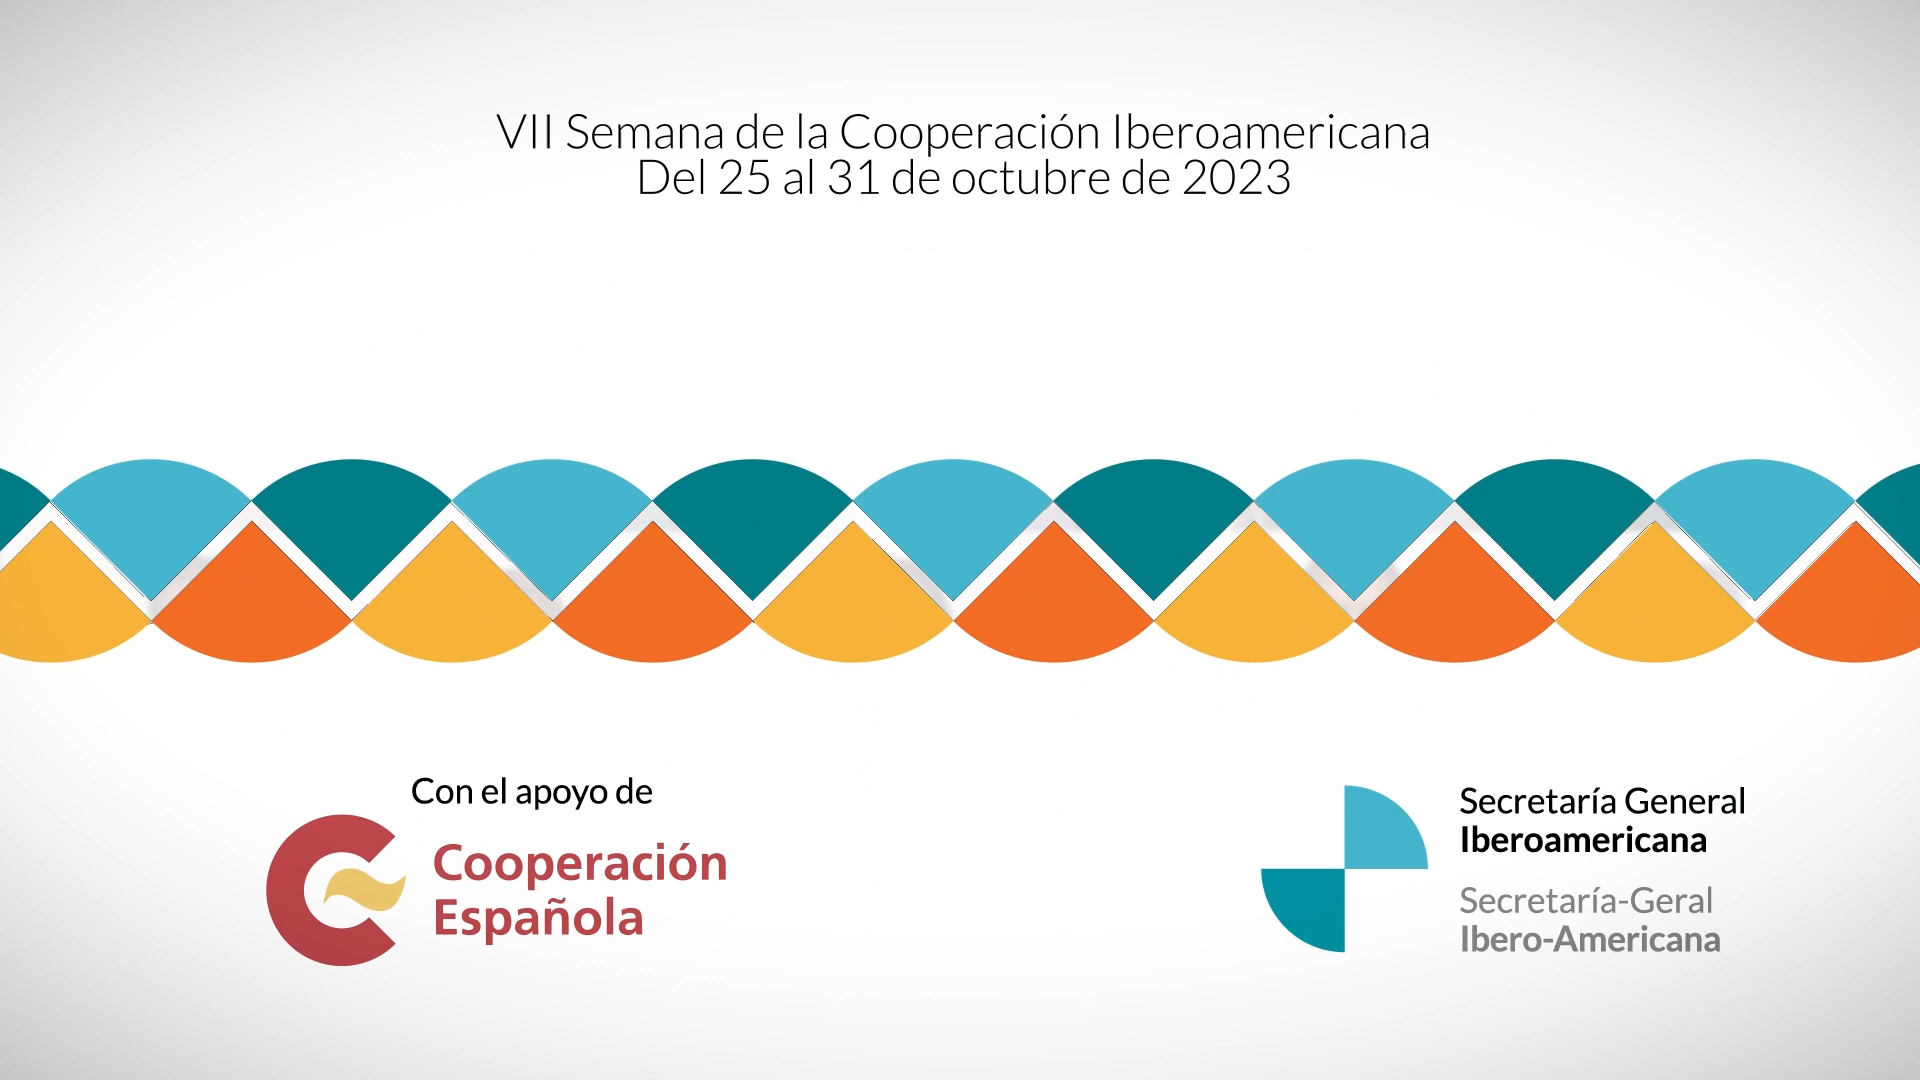 VII Semana de la Cooperación Iberoamericana
Del 25 al 31 de octubre de 2023
Con el apoyo de
Cooperación
Española
Secretaría General
Iberoamericana
Secretaría-Geral
Ibero-Americana